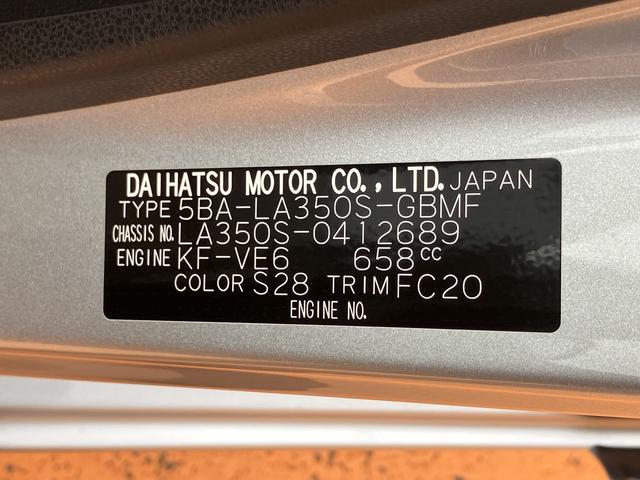 DAIHATSU MOTOR CO., LTD. JAPAN
TYPE 5BA-LA350S-GBMF
CHASSIS NO. LA350S-0412689
ENGINE KF-VE6 658cc
COLOR S28 TRIM FC20
ENGINE NO.